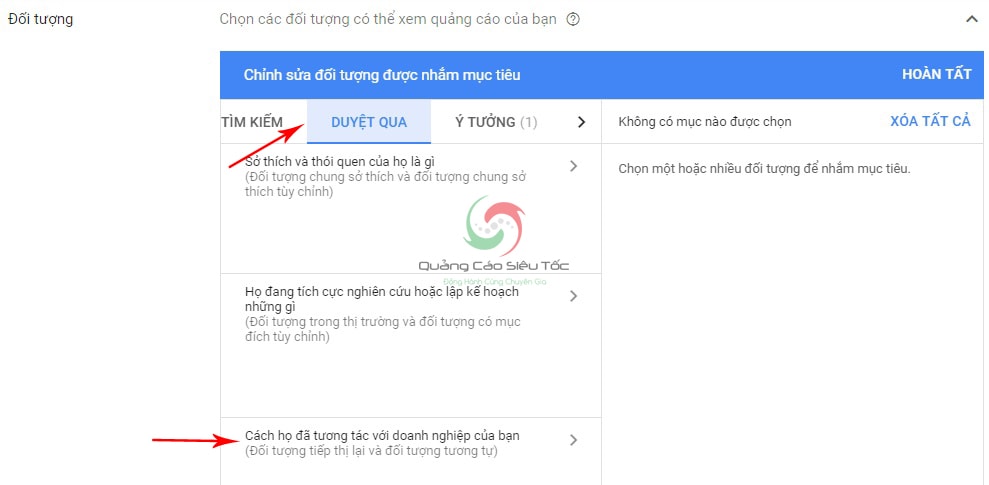 Đối tượng
Chọn các đối tượng có thể xem quảng cáo của bạn
Chỉnh sửa đối tượng được nhắm mục tiêu
HOÀN TẤT
TÌM KIẾM
DUYỆT QUA
Ý TƯỞNG (1)
Không có mục nào được chọn
XÓA TẤT CẢ
Sở thích và thói quen của họ là gì
(Đối tượng chung sở thích và đối tượng chung sở
thích tùy chỉnh)
Chọn một hoặc nhiều đối tượng để nhắm mục tiêu.
Quảng Cáo Siêu Tốc
Đồng Hành Cùng Chuyên Gia
Họ đang tích cực nghiên cứu hoặc lập kế hoạch
những gì
(Đối tượng trong thị trường và đối tượng có mục
đích tùy chỉnh)
Cách họ đã tương tác với doanh nghiệp của bạn
(Đối tượng tiếp thị lại và đối tượng tương tự)